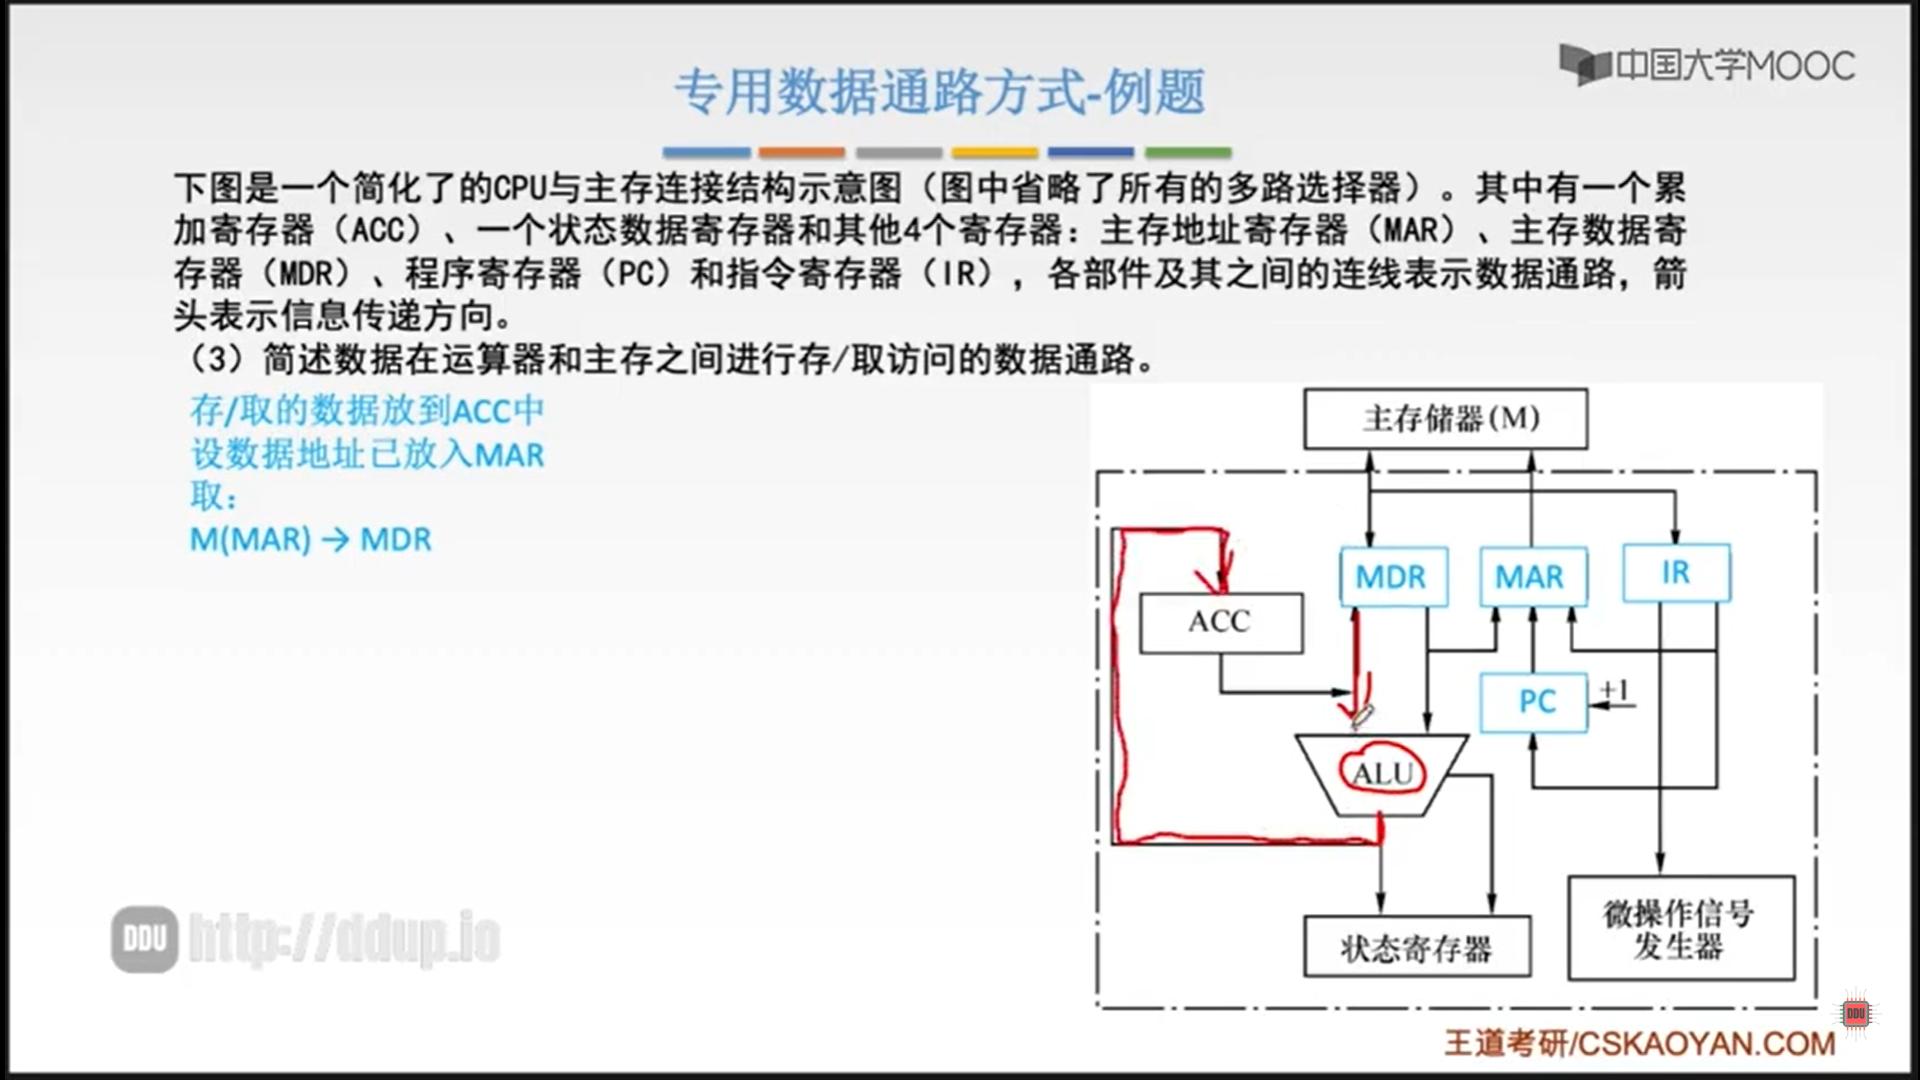 中国大学MOOC
专用数据通路方式-例题
下图是一个简化了的CPU与主存连接结构示意图（图中省略了所有的多路选择器）。其中有一个累
加寄存器（ACC）、一个状态数据寄存器和其他4个寄存器：主存地址寄存器（MAR）、主存数据寄
存器（MDR）、程序寄存器（PC）和指令寄存器（IR），各部件及其之间的连线表示数据通路，箭
头表示信息传递方向。
（3）简述数据在运算器和主存之间进行存/取访问的数据通路。
存/取的数据放到ACC中
设数据地址已放入MAR
取：
M(MAR) → MDR
主存储器(M)
MDR
MAR
IR
ACC
PC
+1
ALU
状态寄存器
微操作信号
发生器
DDU http://ddup.io
DDU
王道考研/CSKAOYAN.COM